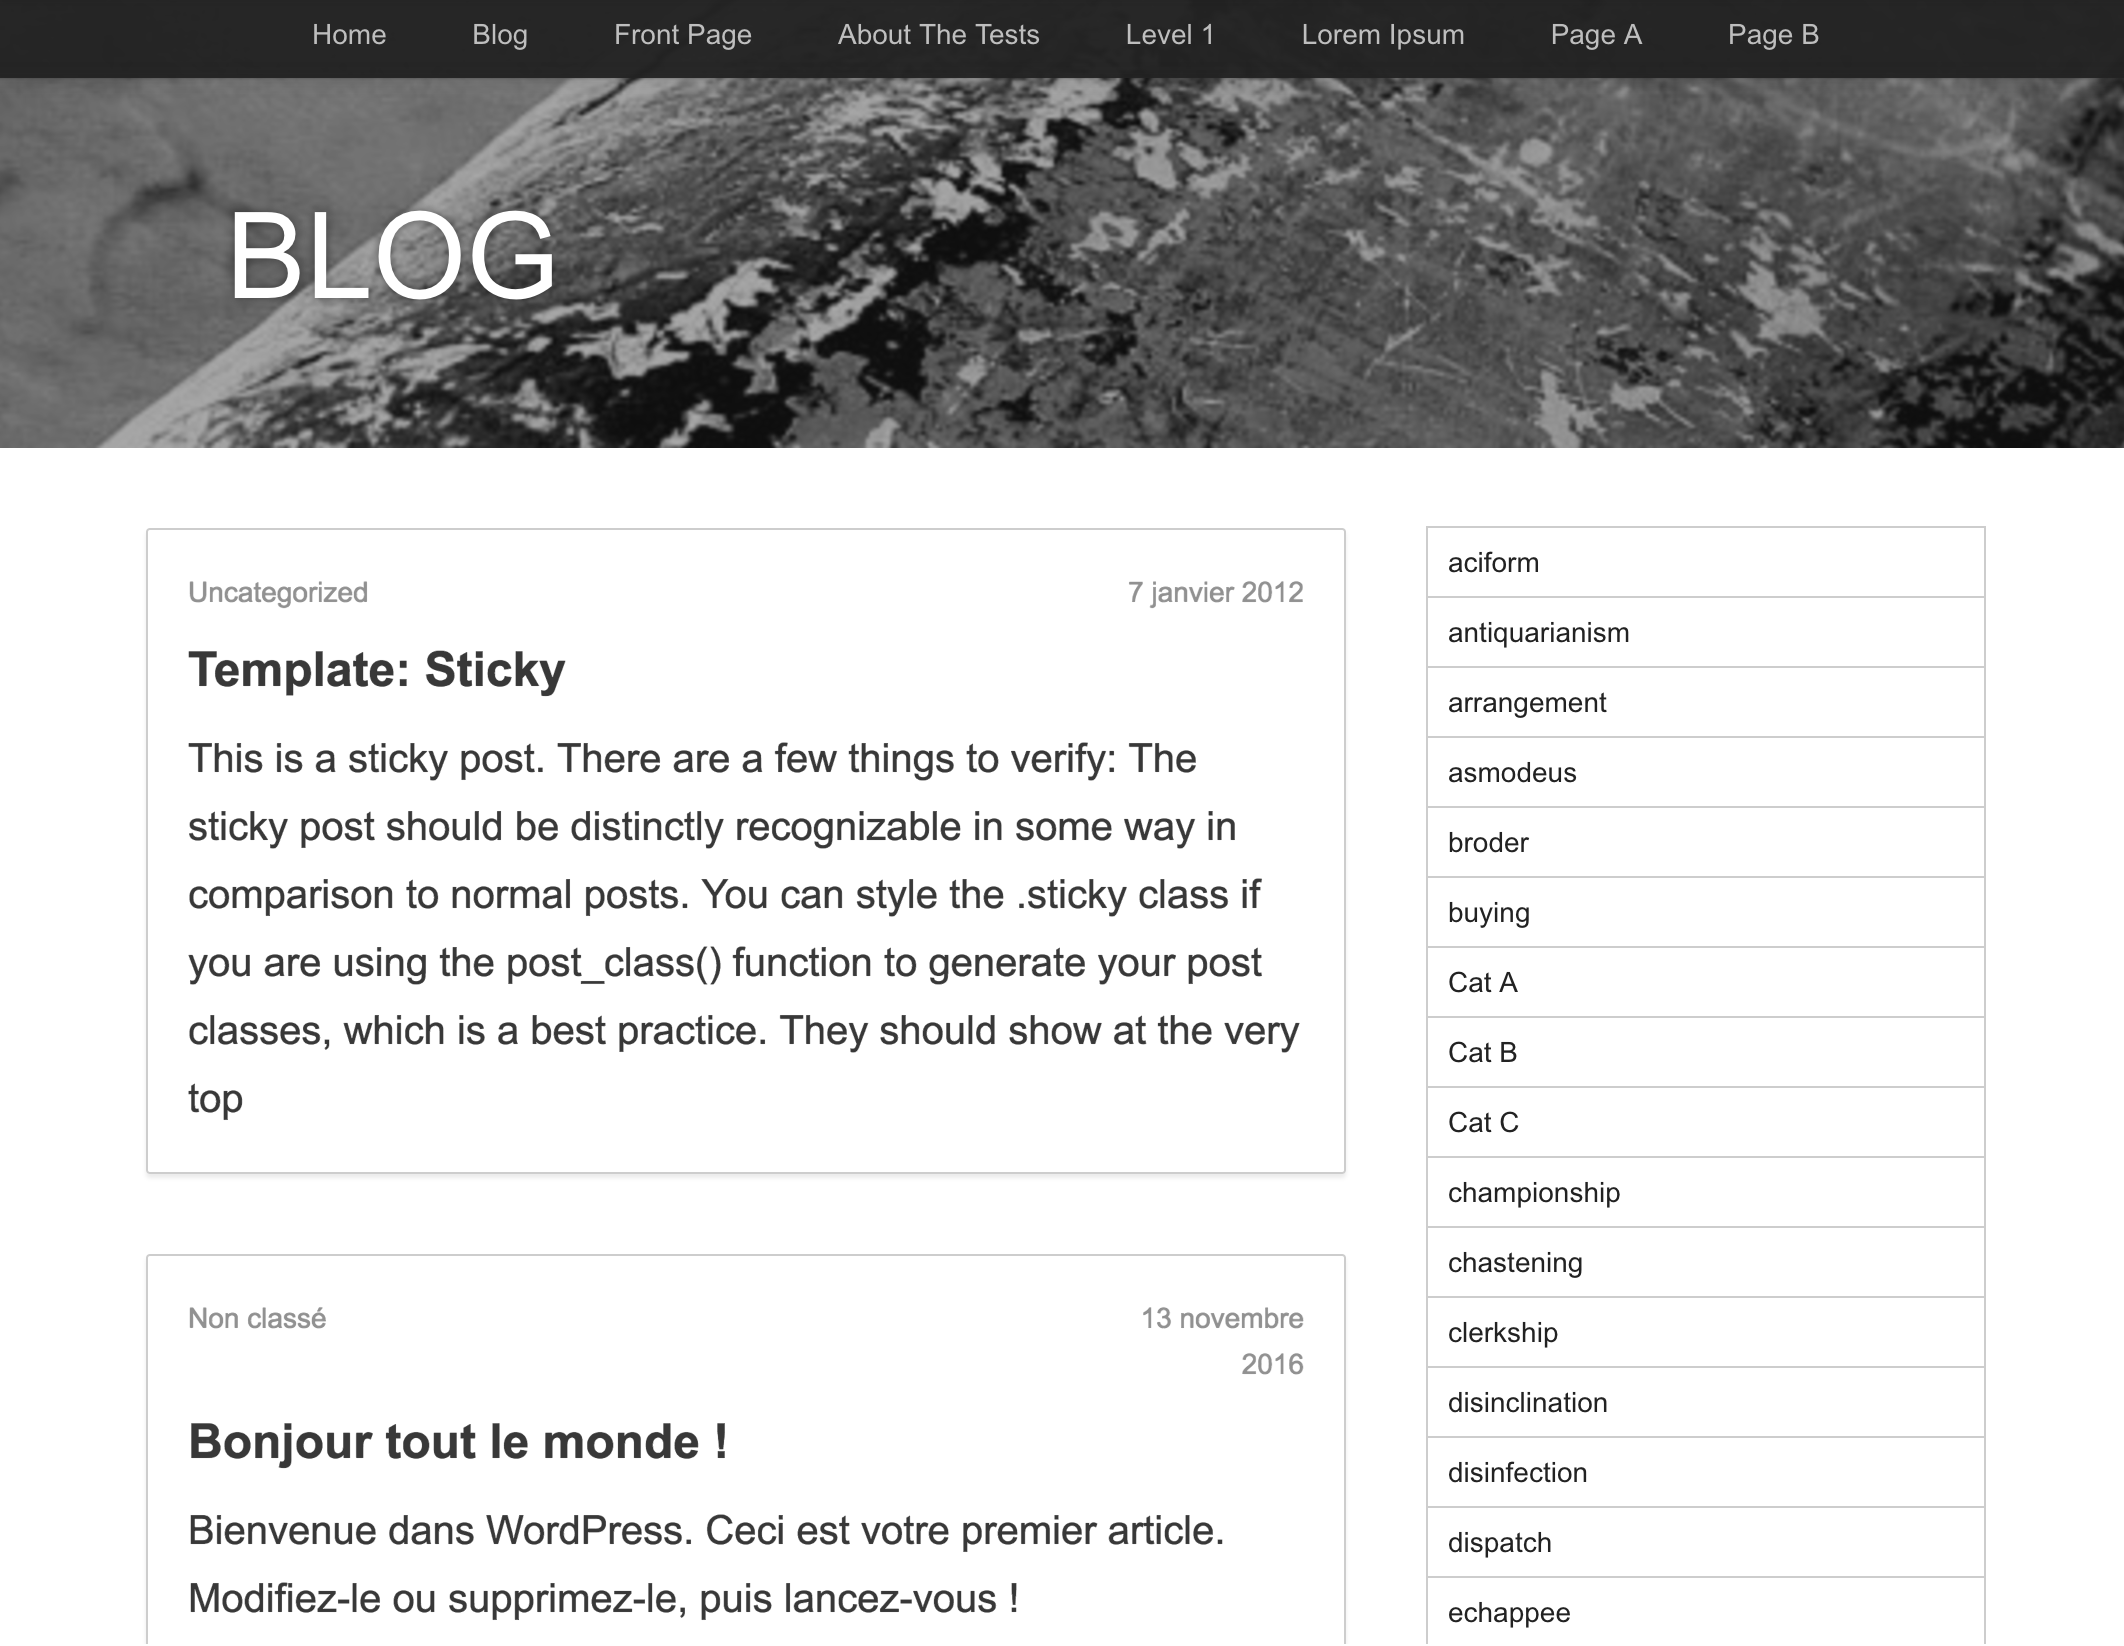 Home Blog Front Page About The Tests Level 1 Lorem Ipsum Page A Page B
BLOG
Uncategorized 7 janvier 2012
Template: Sticky
This is a sticky post. There are a few things to verify: The
sticky post should be distinctly recognizable in some way in
comparison to normal posts. You can style the .sticky class if
you are using the post_class() function to generate your post
classes, which is a best practice. They should show at the very
top
Non classé 13 novembre
2016
Bonjour tout le monde !
Bienvenue dans WordPress. Ceci est votre premier article.
Modifiez-le ou supprimez-le, puis lancez-vous !
aciform
antiquarianism
arrangement
asmodeus
broder
buying
Cat A
Cat B
Cat C
championship
chastening
clerkship
disinclination
disinfection
dispatch
echappee